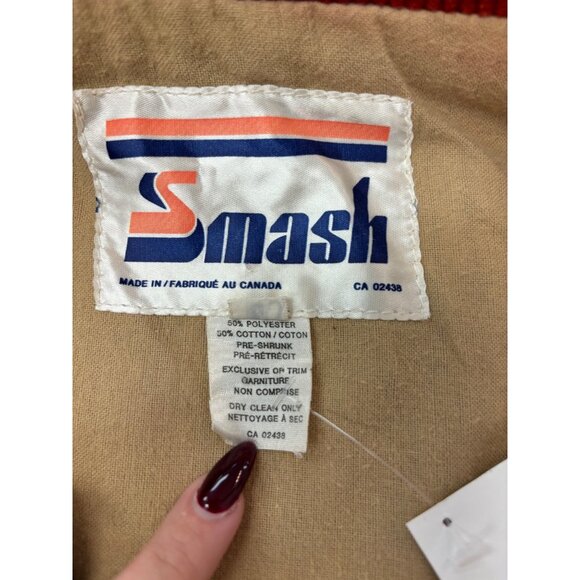 Smash
MADE IN / FABRIQUÉ AU CANADA CA 02438
50% POLYESTER
50% COTTON / COTON
PRE-SHRUNK
PRÉ-RÉTRÉCIT
EXCLUSIVE OF TRIM
GARNITURE
NON COMPRISE
DRY CLEAN ONLY
NETTOYAGE À SEC
CA 02438